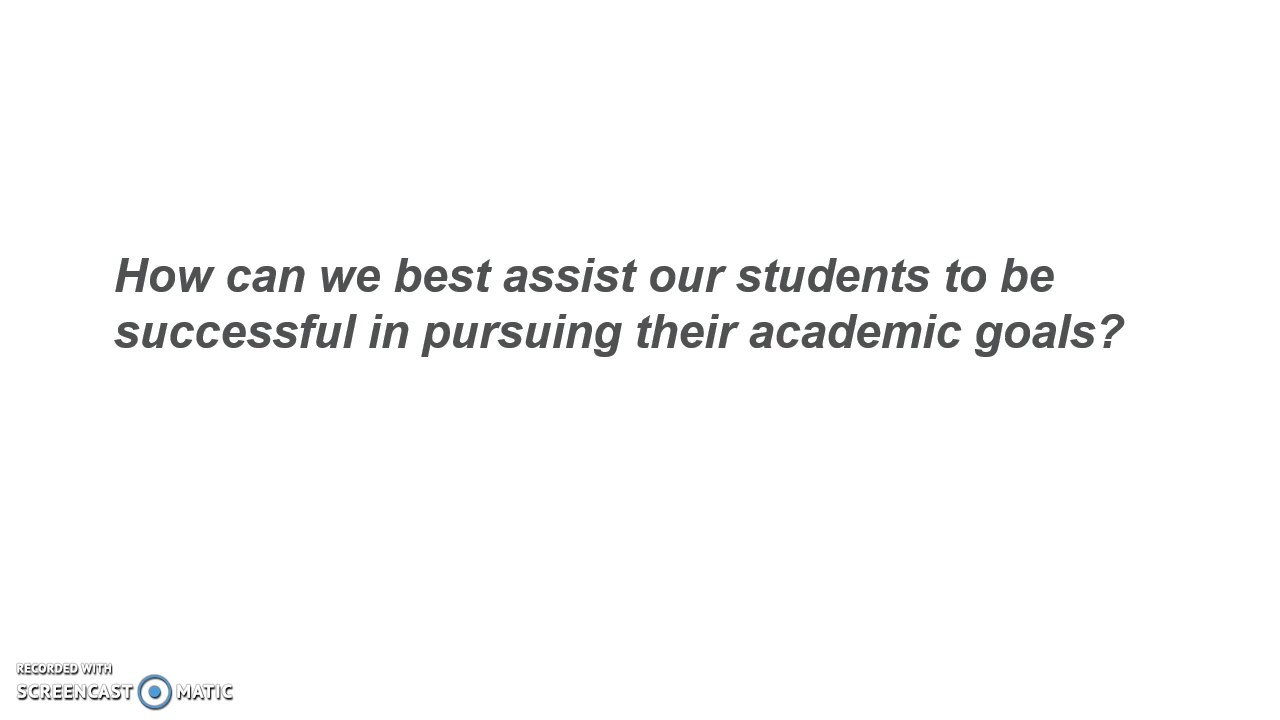 How can we best assist our students to be
successful in pursuing their academic goals?
RECORDED WITH
SCREENCAST MATIC